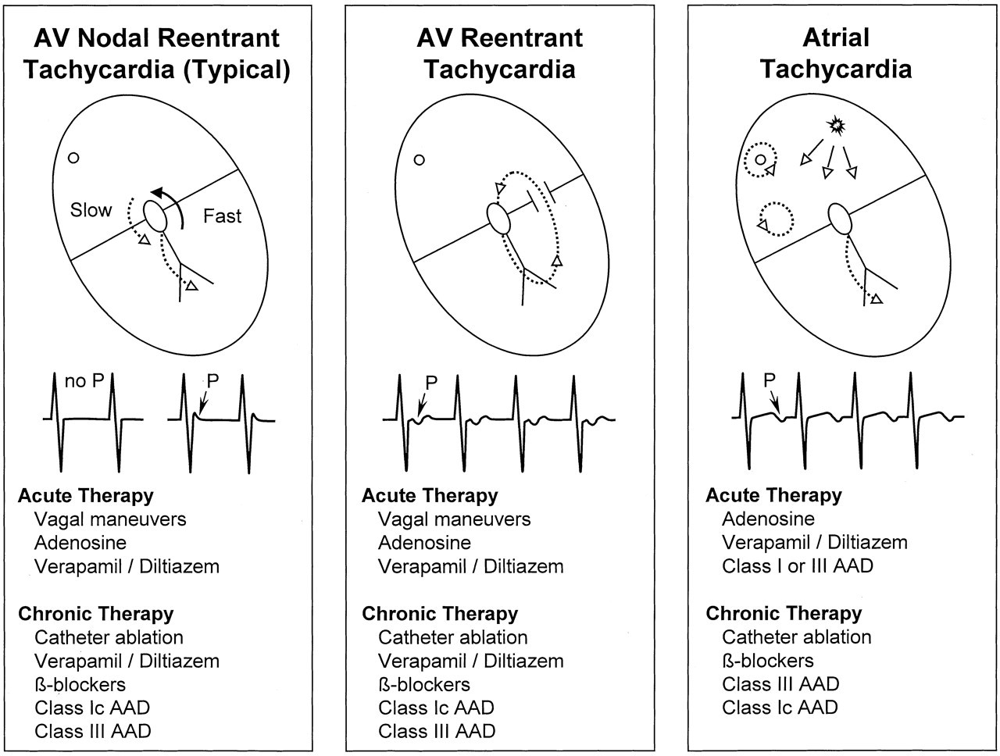 AV Nodal Reentrant
Tachycardia (Typical)
Slow
Fast
no P
P
Acute Therapy
Vagal maneuvers
Adenosine
Verapamil / Diltiazem
Chronic Therapy
Catheter ablation
Verapamil / Diltiazem
ß-blockers
Class Ic AAD
Class III AAD
AV Reentrant
Tachycardia
P
Acute Therapy
Vagal maneuvers
Adenosine
Verapamil / Diltiazem
Chronic Therapy
Catheter ablation
Verapamil / Diltiazem
ß-blockers
Class Ic AAD
Class III AAD
Atrial
Tachycardia
P
Acute Therapy
Adenosine
Verapamil / Diltiazem
Class I or III AAD
Chronic Therapy
Catheter ablation
ß-blockers
Class III AAD
Class Ic AAD